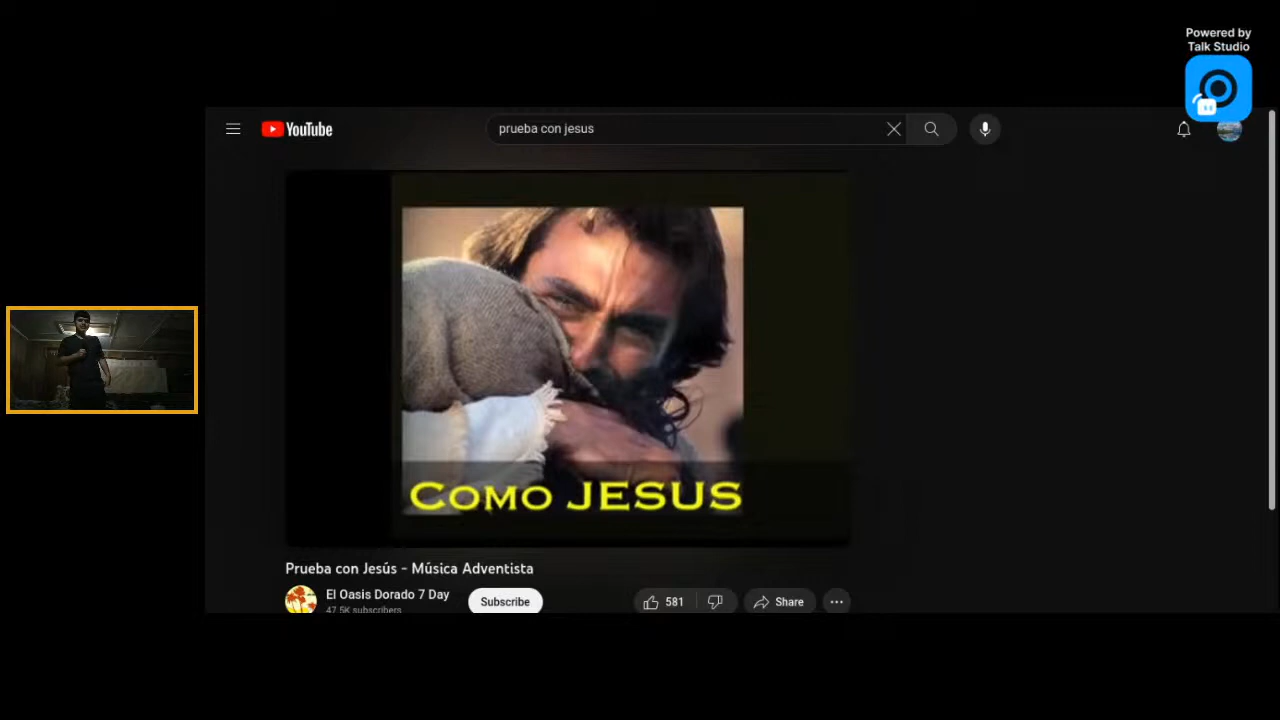 Powered by
Talk Studio
YouTube
prueba con jesus
COMO JESUS
Prueba con Jesús - Música Adventista
El Oasis Dorado 7 Day
47.5K subscribers
Subscribe
581
Share